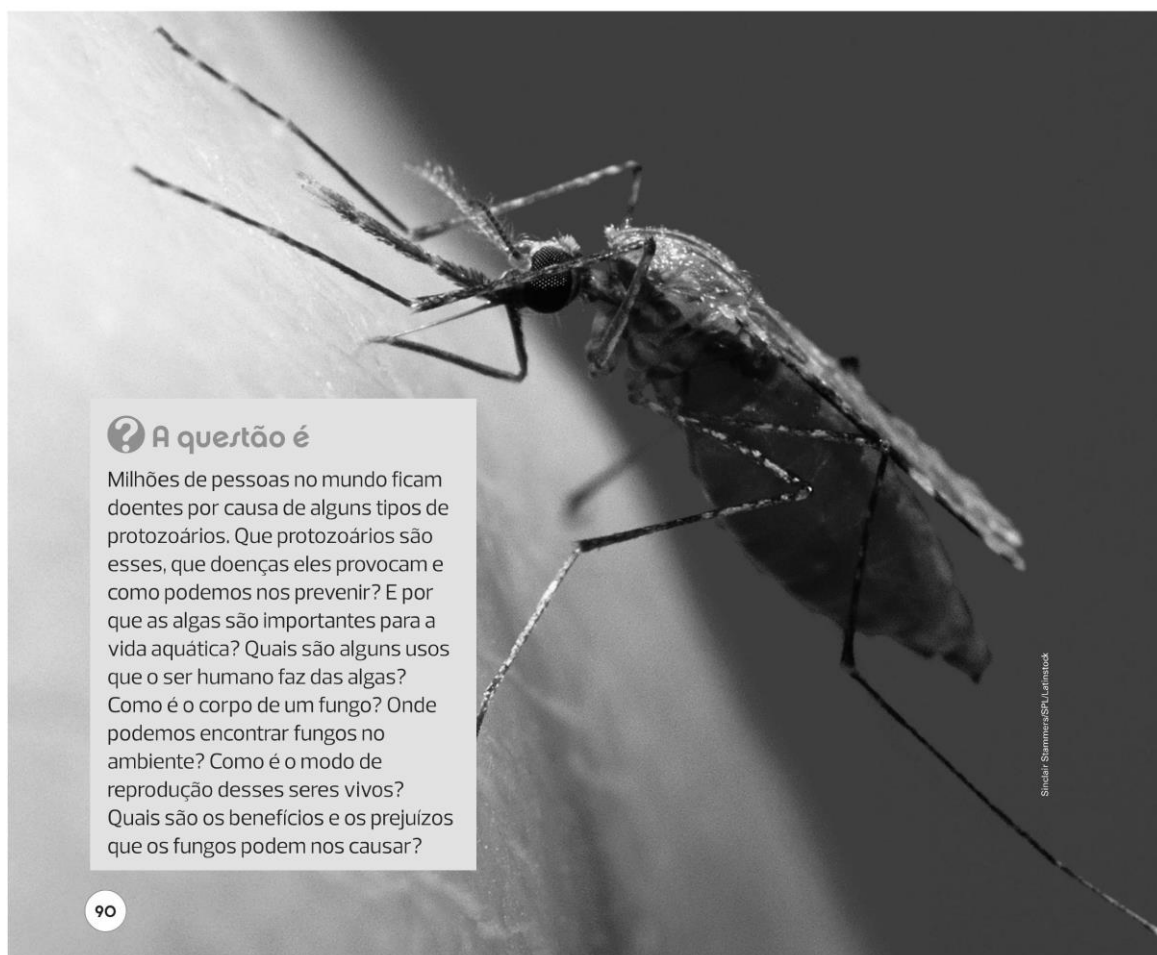 A questão é
Milhões de pessoas no mundo ficam
doentes por causa de alguns tipos de
protozoários. Que protozoários são
esses, que doenças eles provocam e
como podemos nos prevenir? E por
que as algas são importantes para a
vida aquática? Quais são alguns usos
que o ser humano faz das algas?
Como é o corpo de um fungo? Onde
podemos encontrar fungos no
ambiente? Como é o modo de
reprodução desses seres vivos?
Quais são os benefícios e os prejuízos
que os fungos podem nos causar?
Sinclair Stammers/SPL/Latinstock
90